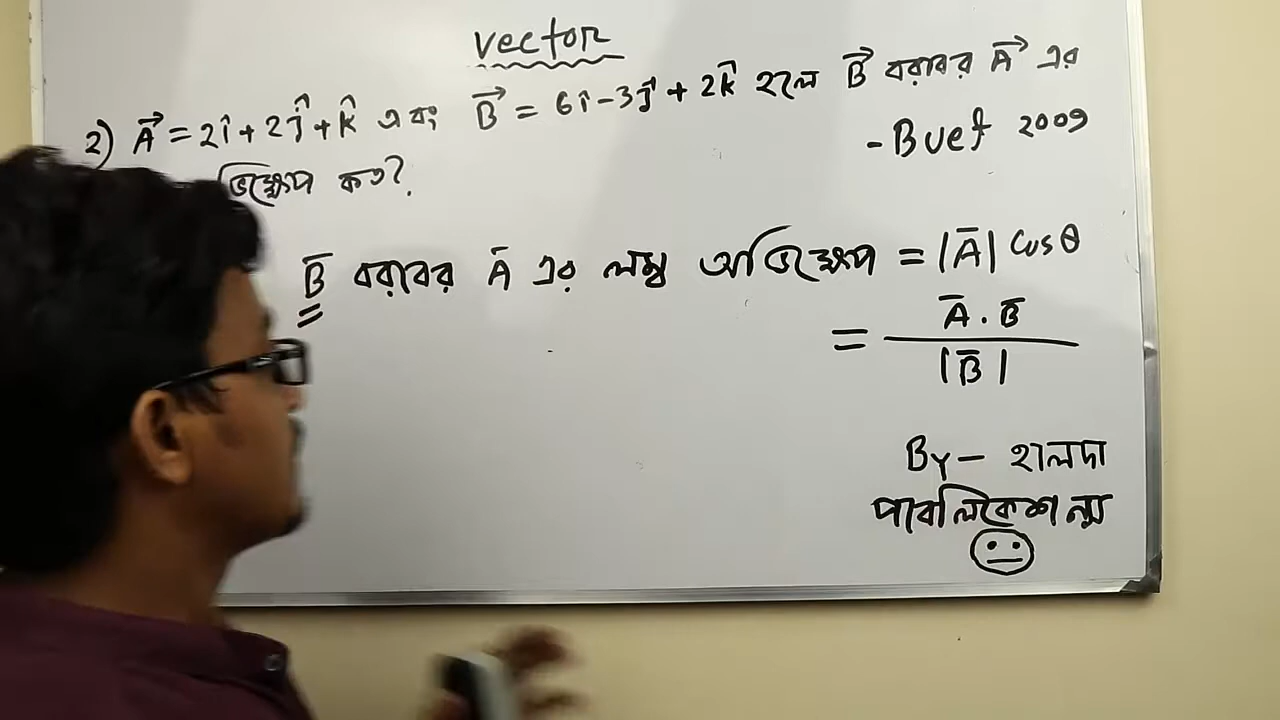 vector
2) A⃗ = 2î + 2ĵ + k̂ এবং B⃗ = 6î - 3ĵ + 2k̂ হলে B⃗ বরাবর A⃗ এর
ভিক্ষেপ কত?
- Buet 2009
B̄ বরাবর Ā এর লম্ব অভিক্ষেপ = |Ā| Cosθ
= Ā . B̄
|B̄|
By - হালদা
পাবলিকেশনস্